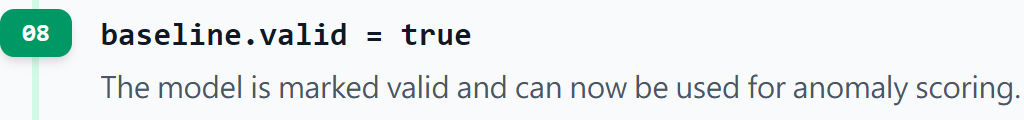 08
baseline.valid = true
The model is marked valid and can now be used for anomaly scoring.